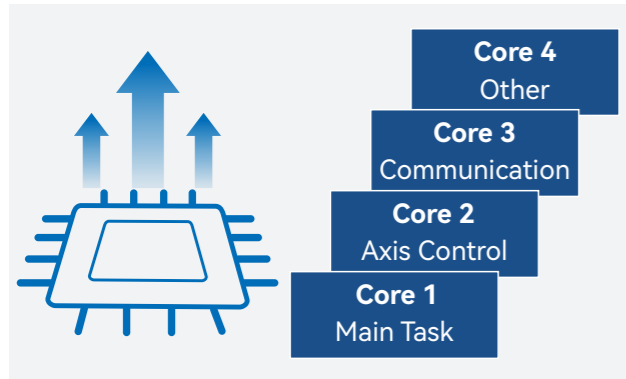 Core 4
Other
Core 3
Communication
Core 2
Axis Control
Core 1
Main Task